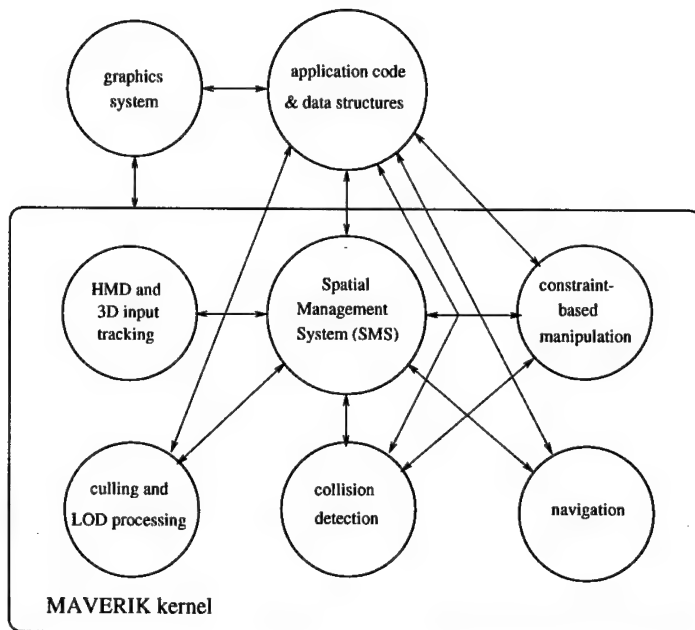 graphics
system
application code
& data structures
HMD and
3D input
tracking
Spatial
Management
System (SMS)
constraint-
based
manipulation
culling and
LOD processing
collision
detection
navigation
MAVERIK kernel